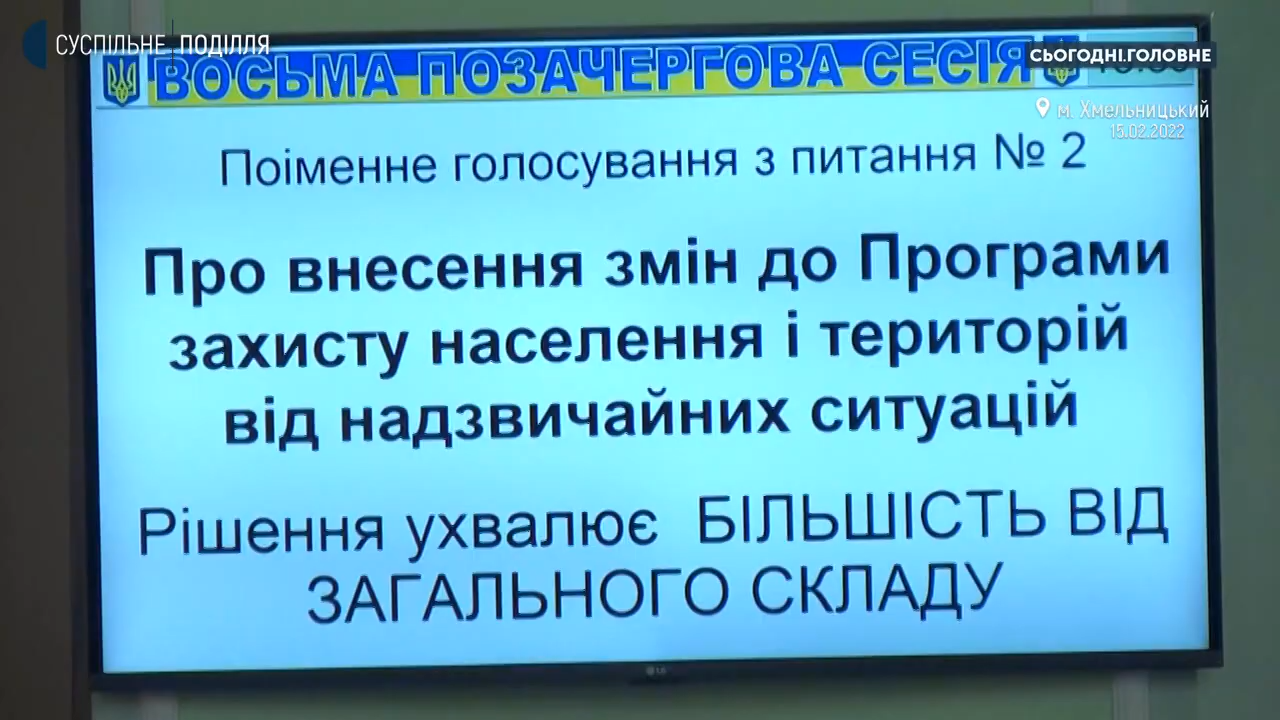 СУСПІЛЬНЕ ПОДІЛЛЯ
СЬОГОДНІ.ГОЛОВНЕ
м. Хмельницький
15.02.2022
ВОСЬМА ПОЗАЧЕРГОВА СЕСІЯ
Поіменне голосування з питання № 2
Про внесення змін до Програми
захисту населення і територій
від надзвичайних ситуацій
Рішення ухвалює БІЛЬШІСТЬ ВІД
ЗАГАЛЬНОГО СКЛАДУ
LG